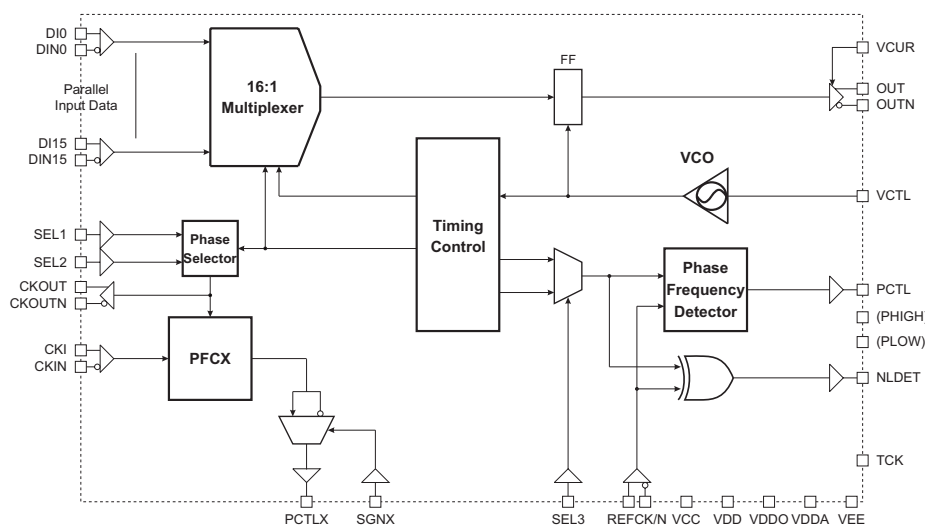 DI0
DIN0
Parallel
Input Data
DI15
DIN15
16:1
Multiplexer
FF
VCUR
OUT
OUTN
VCO
VCTL
SEL1
SEL2
Phase
Selector
Timing
Control
CKOUT
CKOUTN
Phase
Frequency
Detector
PCTL
(PHIGH)
(PLOW)
CKI
CKIN
PFCX
NLDET
TCK
PCTLX
SGNX
SEL3
REFCK/N
VCC
VDD
VDDO
VDDA
VEE